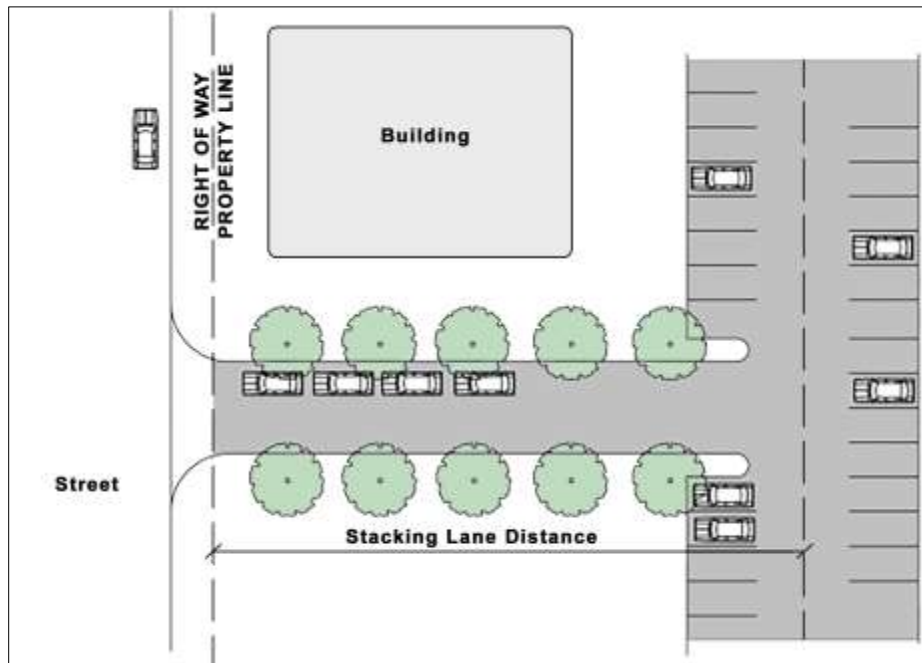 RIGHT OF WAY
PROPERTY LINE
Building
Street
Stacking Lane Distance